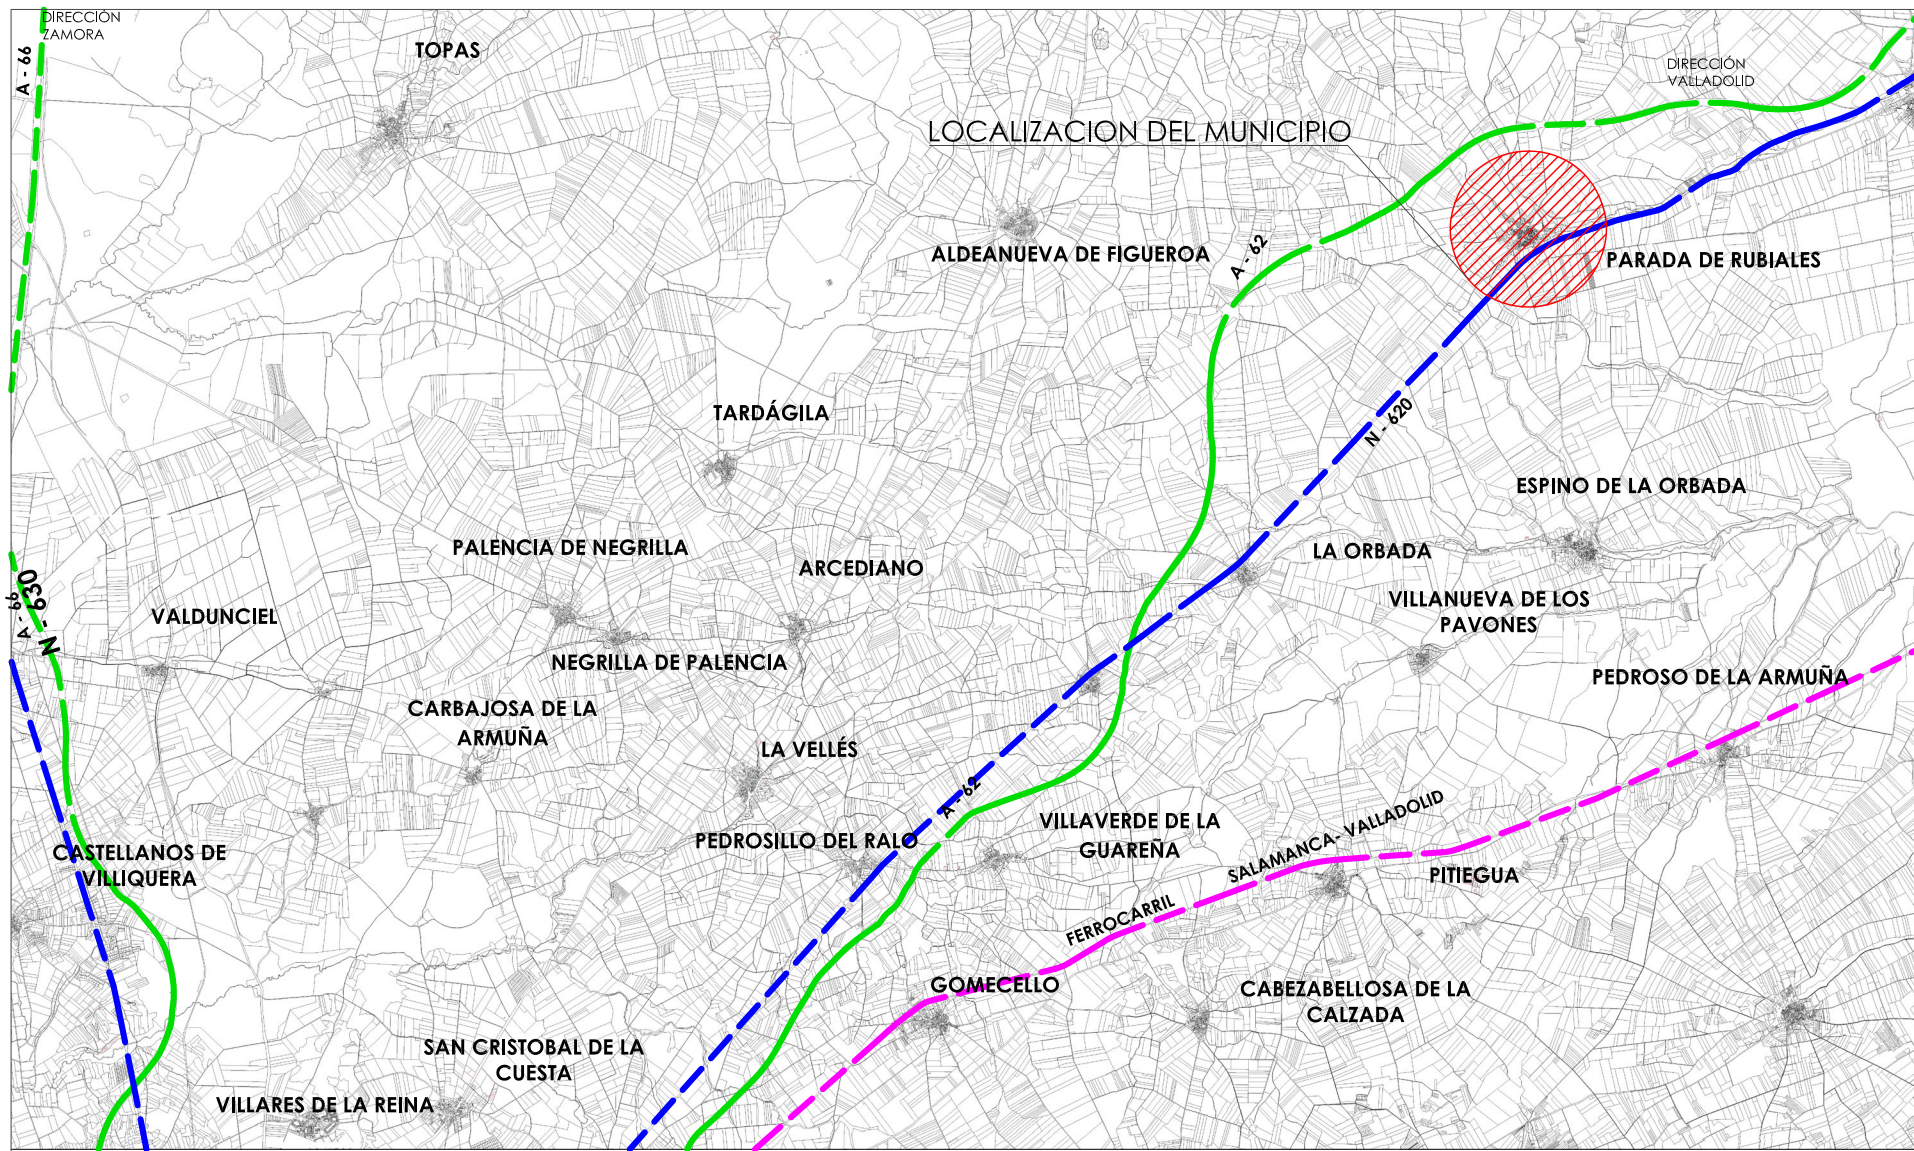 DIRECCIÓN
ZAMORA
A - 66
TOPAS
DIRECCIÓN
VALLADOLID
LOCALIZACION DEL MUNICIPIO
ALDEANUEVA DE FIGUEROA
A - 62
PARADA DE RUBIALES
TARDÁGILA
N - 620
ESPINO DE LA ORBADA
PALENCIA DE NEGRILLA
ARCEDIANO
LA ORBADA
A - 66
N - 630
VALDUNCIEL
VILLANUEVA DE LOS
PAVONES
NEGRILLA DE PALENCIA
PEDROSO DE LA ARMUÑA
CARBAJOSA DE LA
ARMUÑA
LA VELLÉS
A - 62
PEDROSILLO DEL RALO
VILLAVERDE DE LA
GUAREÑA
CASTELLANOS DE
VILLIQUERA
FERROCARRIL
SALAMANCA- VALLADOLID
PITIEGUA
GOMECELLO
CABEZABELLOSA DE LA
CALZADA
SAN CRISTOBAL DE LA
CUESTA
VILLARES DE LA REINA